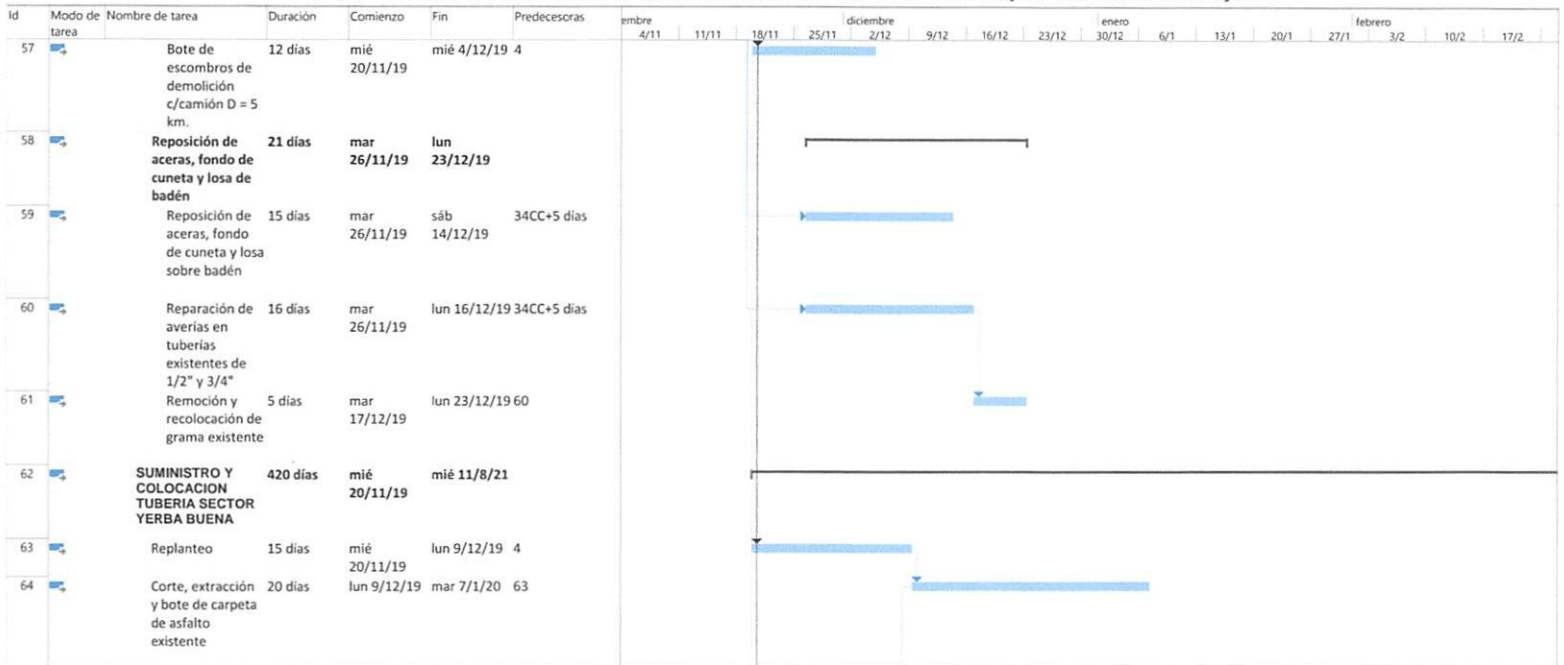 Id Modo de tarea Nombre de tarea Duración Comienzo Fin Predecesoras
embre diciembre enero febrero
4/11 11/11 18/11 25/11 2/12 9/12 16/12 23/12 30/12 6/1 13/1 20/1 27/1 3/2 10/2 17/2
57 Bote de 12 días mié mié 4/12/19 4
escombros de 20/11/19
demolición
c/camión D = 5
km.
58 Reposición de 21 días mar lun
aceras, fondo de 26/11/19 23/12/19
cuneta y losa de
badén
59 Reposición de 15 días mar sáb 34CC+5 días
aceras, fondo 26/11/19 14/12/19
de cuneta y losa
sobre badén
60 Reparación de 16 días mar lun 16/12/19 34CC+5 días
averías en 26/11/19
tuberías
existentes de
1/2" y 3/4"
61 Remoción y 5 días mar lun 23/12/19 60
recolocación de 17/12/19
grama existente
62 SUMINISTRO Y 420 días mié mié 11/8/21
COLOCACION 20/11/19
TUBERIA SECTOR
YERBA BUENA
63 Replanteo 15 días mié lun 9/12/19 4
20/11/19
64 Corte, extracción 20 días lun 9/12/19 mar 7/1/20 63
y bote de carpeta
de asfalto
existente